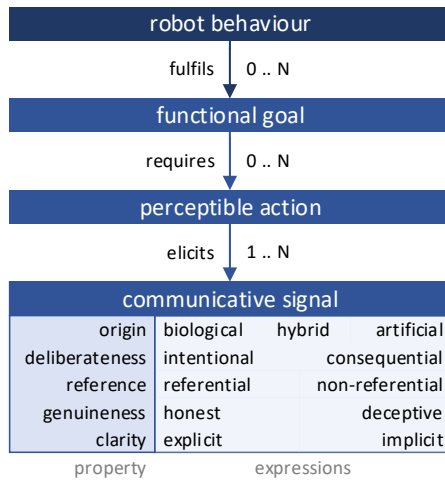 robot behaviour
fulfils 0 .. N
functional goal
requires 0 .. N
perceptible action
elicits 1 .. N
communicative signal
origin biological hybrid artificial
deliberateness intentional consequential
reference referential non-referential
genuineness honest deceptive
clarity explicit implicit
property expressions